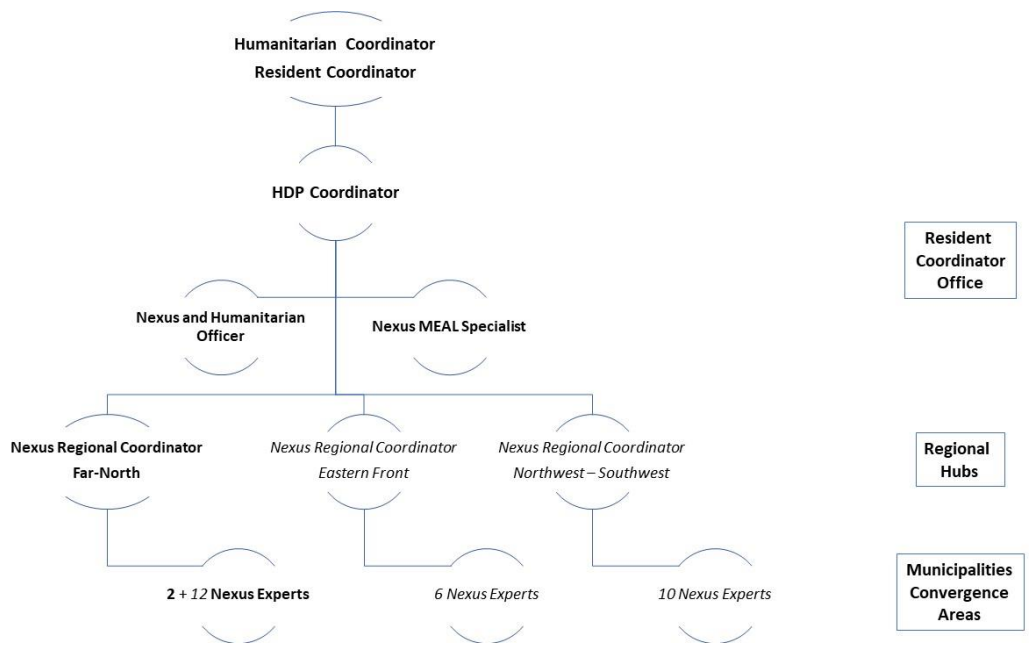 Humanitarian Coordinator
Resident Coordinator
HDP Coordinator
Resident
Coordinator
Office
Nexus and Humanitarian
Officer
Nexus MEAL Specialist
Nexus Regional Coordinator
Far-North
Nexus Regional Coordinator
Eastern Front
Nexus Regional Coordinator
Northwest – Southwest
Regional
Hubs
2 + 12 Nexus Experts
6 Nexus Experts
10 Nexus Experts
Municipalities
Convergence
Areas